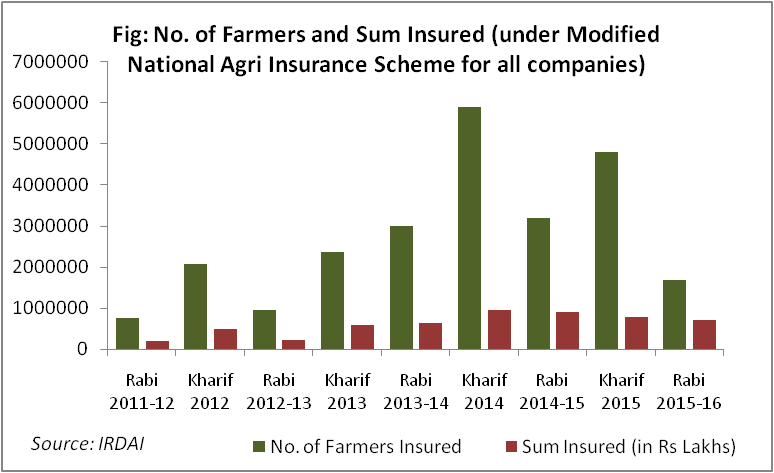 Fig: No. of Farmers and Sum Insured (under Modified
National Agri Insurance Scheme for all companies)
7000000
6000000
5000000
4000000
3000000
2000000
1000000
0
Rabi 2011-12
Kharif 2012
Rabi 2012-13
Kharif 2013
Rabi 2013-14
Kharif 2014
Rabi 2014-15
Kharif 2015
Rabi 2015-16
Source: IRDAI
No. of Farmers Insured
Sum Insured (in Rs Lakhs)